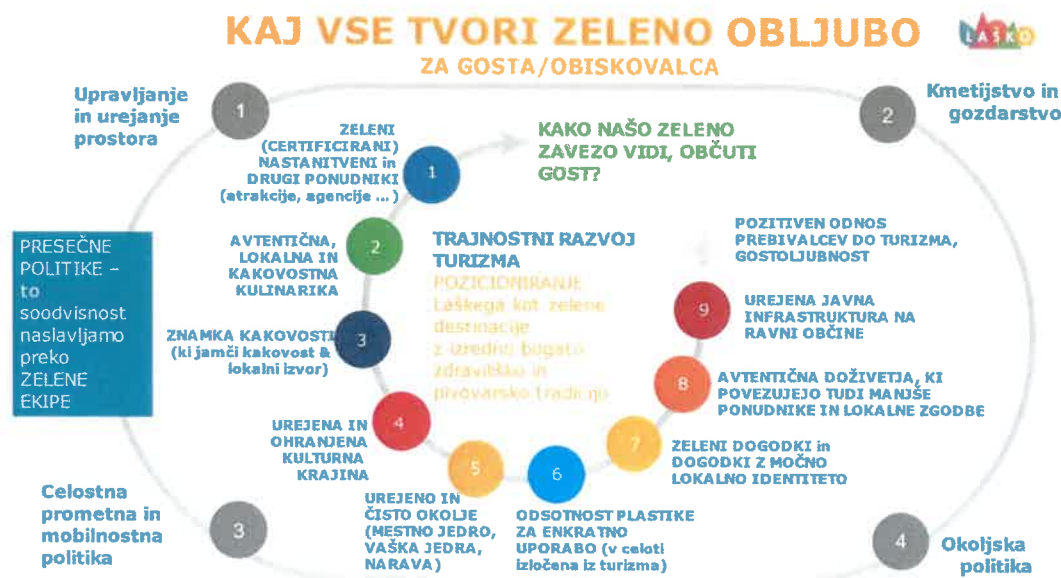 KAJ VSE TVORI ZELENO OBLJUBO
ZA GOSTA/OBISKOVALCA
LAŠKO
1
Upravljanje
in urejanje
prostora
2
Kmetijstvo in
gozdarstvo
KAKO NAŠO ZELENO
ZAVEZO VIDI, OBČUTI
GOST?
ZELENI
(CERTIFICIRANI)
NASTANITVENI in
DRUGI PONUDNIKI
(atrakcije, agencije ...)
1
PRESEČNE
POLITIKE –
to
soodvisnost
naslavljamo
preko
ZELENE
EKIPE
AVTENTIČNA,
LOKALNA IN
KAKOVOSTNA
KULINARIKA
2
TRAJNOSTNI RAZVOJ
TURIZMA
POZICIONIRANJE
Laškega kot zelene
destinacije
z izredno bogato
zdraviliško in
pivovarsko tradicijo
POZITIVEN ODNOS
PREBIVALCEV DO TURIZMA,
GOSTOLJUBNOST
ZNAMKA KAKOVOSTI
(ki jamči kakovost &
lokalni izvor)
3
9
UREJENA JAVNA
INFRASTRUKTURA NA
RAVNI OBČINE
8
AVTENTIČNA DOŽIVETJA, KI
POVEZUJEJO TUDI MANJŠE
PONUDNIKE IN LOKALNE ZGODBE
UREJENA IN
OHRANJENA
KULTURNA
KRAJINA
4
7
ZELENI DOGODKI in
DOGODKI Z MOČNO
LOKALNO IDENTITETO
5
UREJENO IN
ČISTO OKOLJE
(MESTNO JEDRO,
VAŠKA JEDRA,
NARAVA)
6
ODSOTNOST PLASTIKE
ZA ENKRATNO
UPORABO (v celoti
izločena iz turizma)
Celostna
prometna in
mobilnostna
politika
3
4
Okoljska
politika